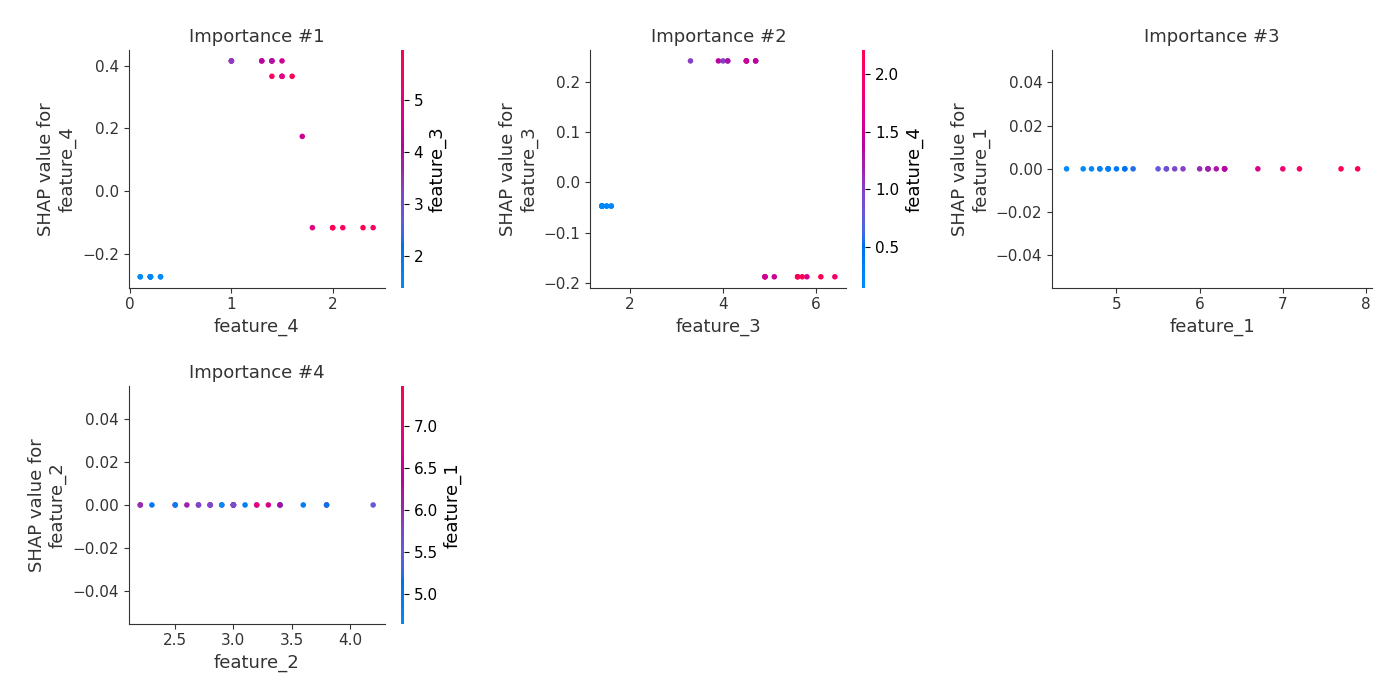 Importance #1
0.4
0.2
0.0
−0.2
SHAP value for
feature_4
0
1
2
feature_4
5
4
3
2
feature_3
Importance #2
0.2
0.1
0.0
−0.1
−0.2
SHAP value for
feature_3
2
4
6
feature_3
2.0
1.5
1.0
0.5
feature_4
Importance #3
0.04
0.02
0.00
−0.02
−0.04
SHAP value for
feature_1
5
6
7
8
feature_1
Importance #4
0.04
0.02
0.00
−0.02
−0.04
SHAP value for
feature_2
2.5
3.0
3.5
4.0
feature_2
7.0
6.5
6.0
5.5
5.0
feature_1